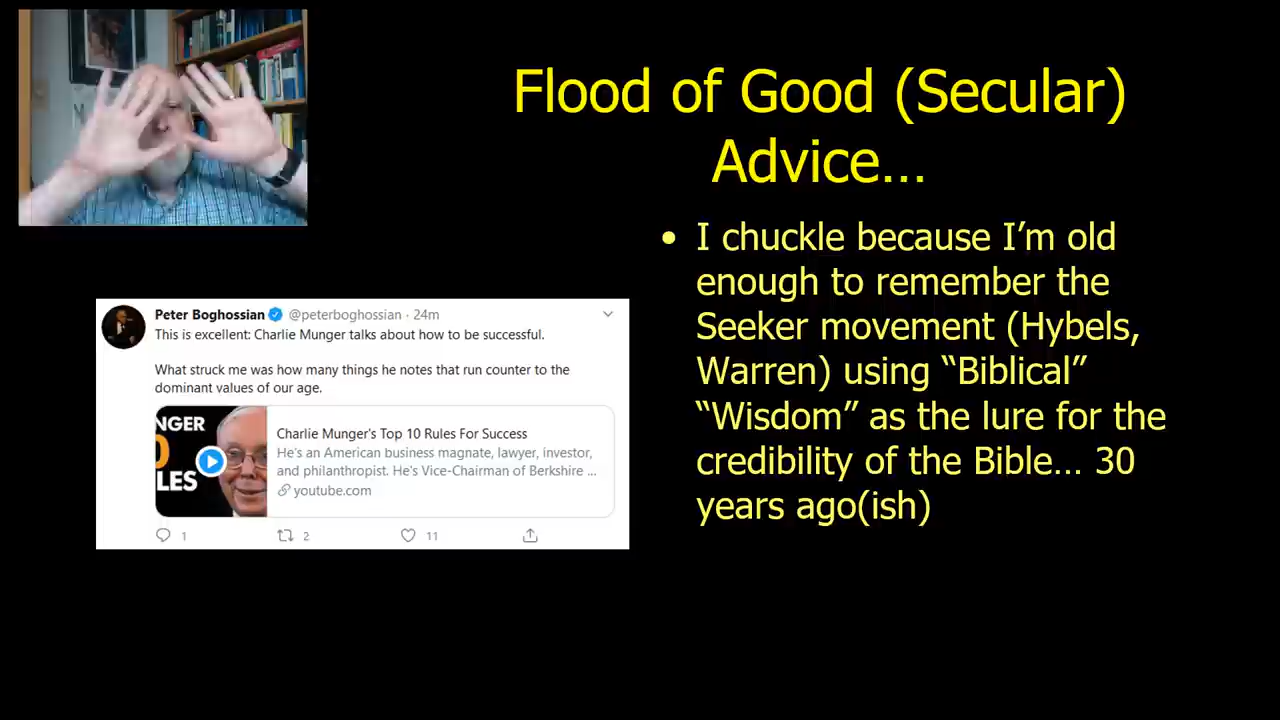 Flood of Good (Secular)
Advice...
• I chuckle because I’m old
enough to remember the
Seeker movement (Hybels,
Warren) using “Biblical”
“Wisdom” as the lure for the
credibility of the Bible... 30
years ago(ish)
Peter Boghossian @peterboghossian · 24m
This is excellent: Charlie Munger talks about how to be successful.
What struck me was how many things he notes that run counter to the
dominant values of our age.
NGER
0
LES
Charlie Munger's Top 10 Rules For Success
He's an American business magnate, lawyer, investor,
and philanthropist. He's Vice-Chairman of Berkshire ...
youtube.com
1 2 11